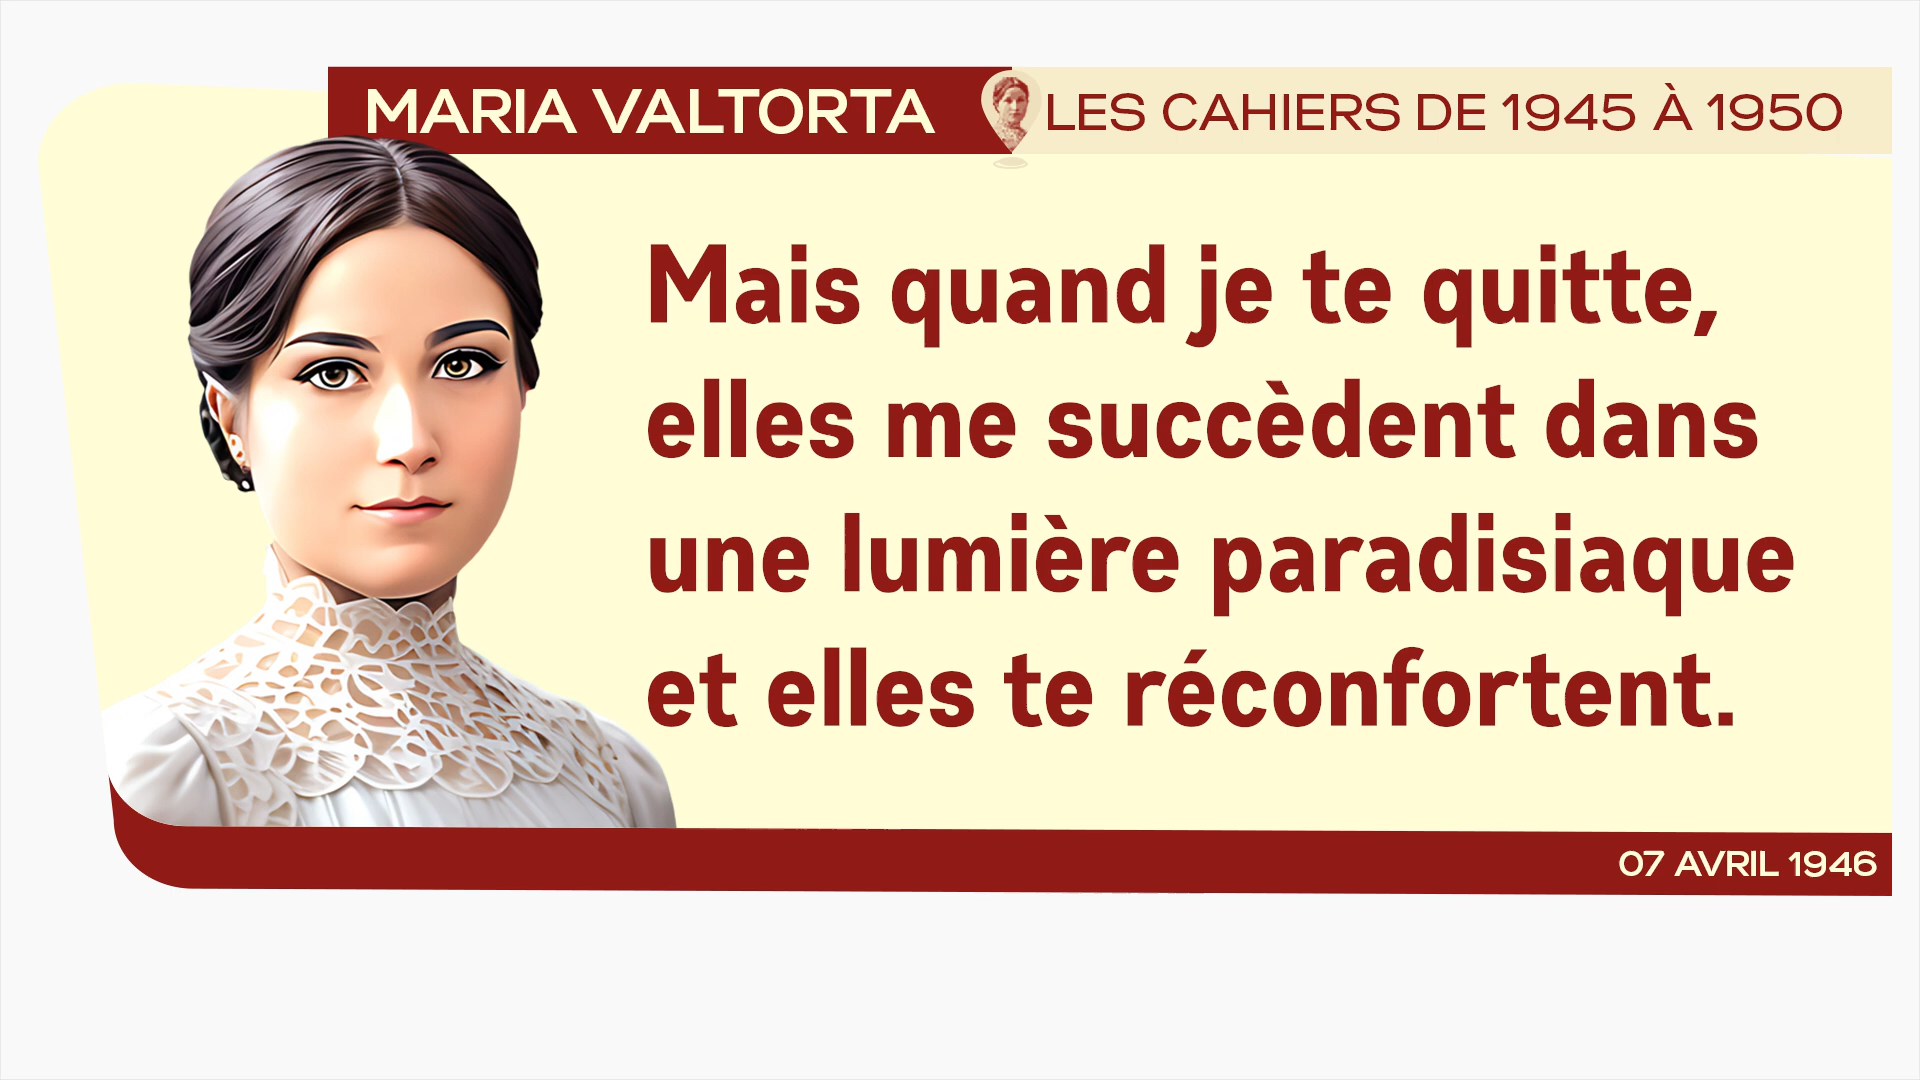 MARIA VALTORTA
LES CAHIERS DE 1945 À 1950
Mais quand je te quitte,
elles me succèdent dans
une lumière paradisiaque
et elles te réconfortent.
07 AVRIL 1946